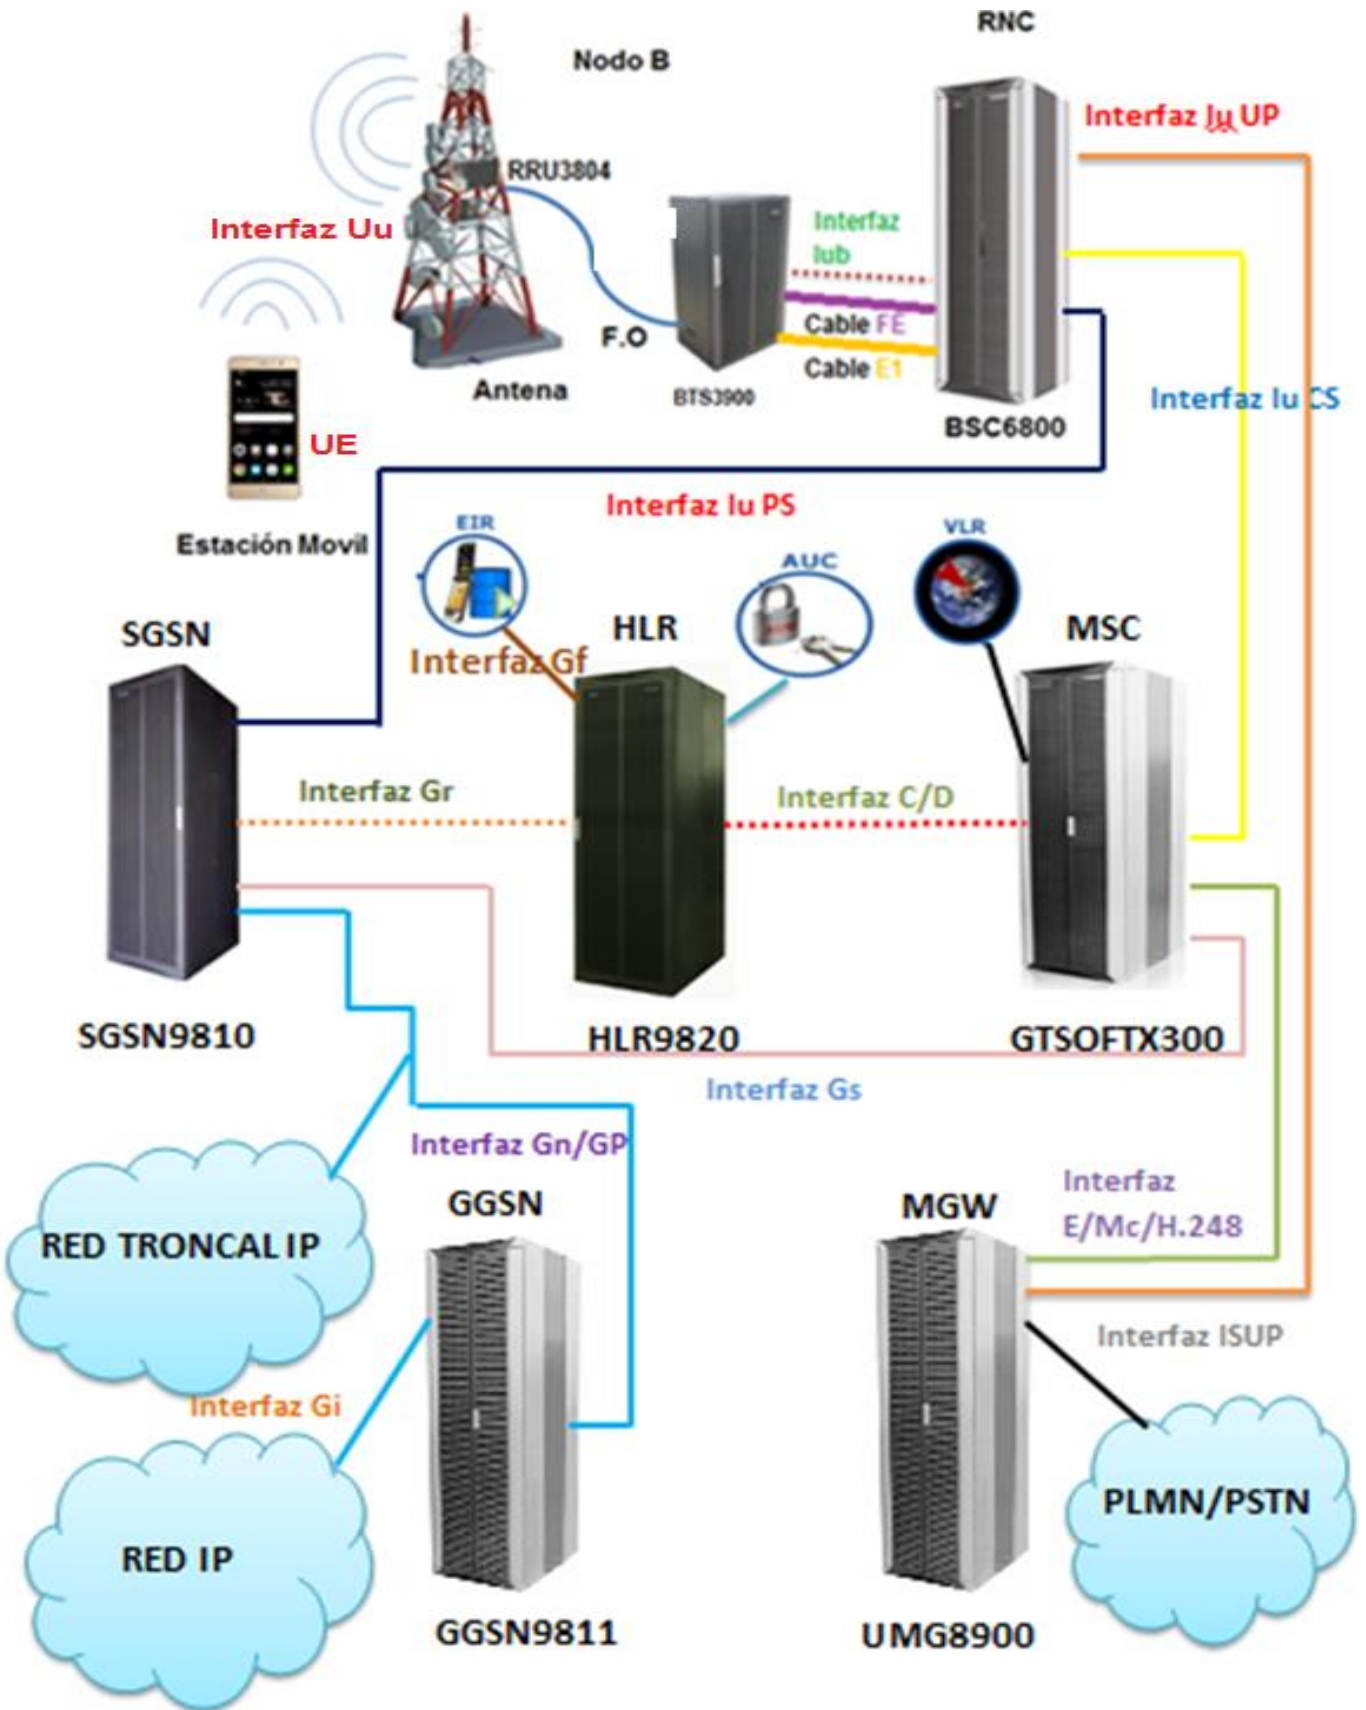 RNC
Nodo B
Interfaz Iu UP
RRU3804
Interfaz Uu
Interfaz
Iub
F.O
Cable FE
Cable E1
Antena
BTS3900
BSC6800
Interfaz Iu CS
UE
Interfaz Iu PS
Estación Movil
EIR
AUC
VLR
SGSN
HLR
MSC
Interfaz Gf
Interfaz Gr
Interfaz C/D
SGSN9810
HLR9820
GTSOFTX300
Interfaz Gs
Interfaz Gn/GP
Interfaz
E/Mc/H.248
GGSN
MGW
RED TRONCAL IP
Interfaz ISUP
Interfaz Gi
PLMN/PSTN
RED IP
GGSN9811
UMG8900